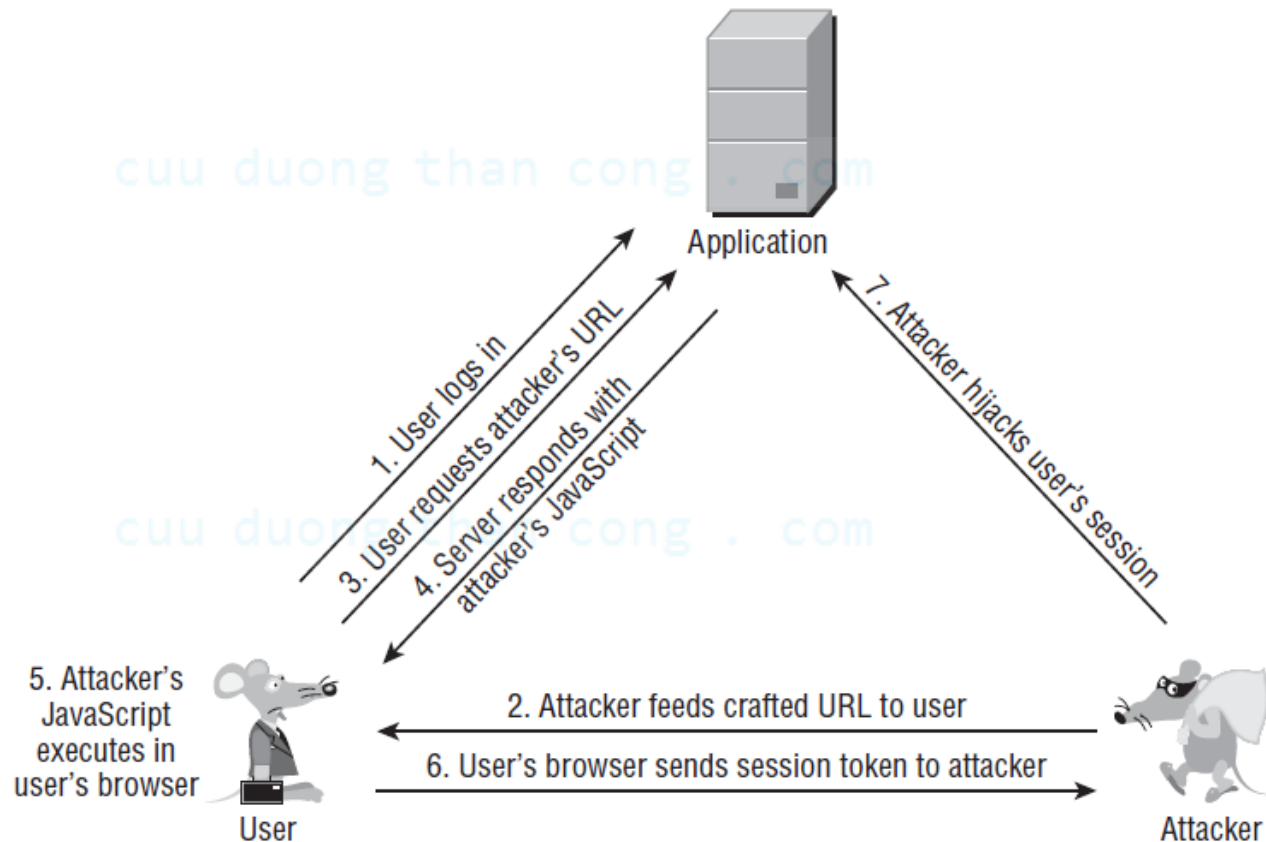 cuu duong than cong . com
Application
1. User logs in
3. User requests attacker's URL
4. Server responds with
attacker's JavaScript
7. Attacker hijacks user's session
cuu duong than cong . com
5. Attacker's
JavaScript
executes in
user's browser
2. Attacker feeds crafted URL to user
6. User's browser sends session token to attacker
User
Attacker